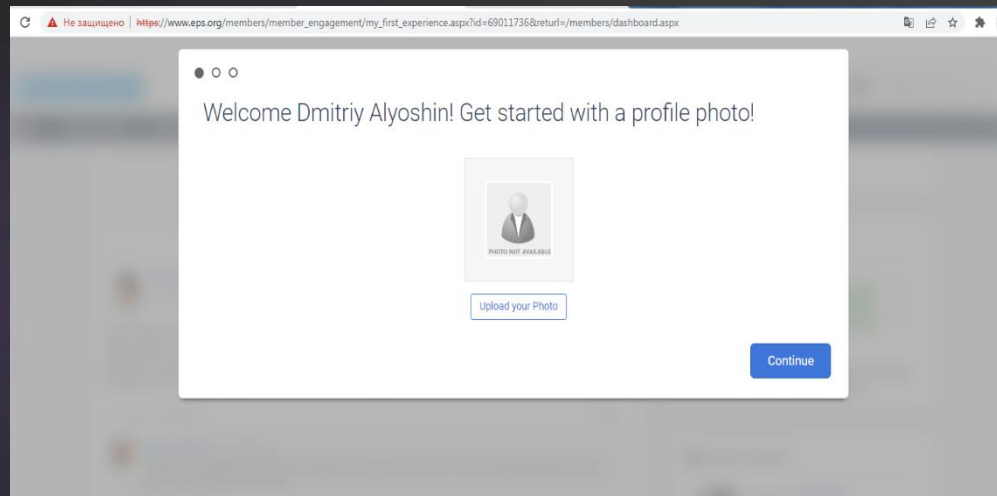 Не защищено | https://www.eps.org/members/member_engagement/my_first_experience.aspx?id=69011736&returl=/members/dashboard.aspx
Welcome Dmitriy Alyoshin! Get started with a profile photo!
PHOTO NOT AVAILABLE
Upload your Photo
Continue